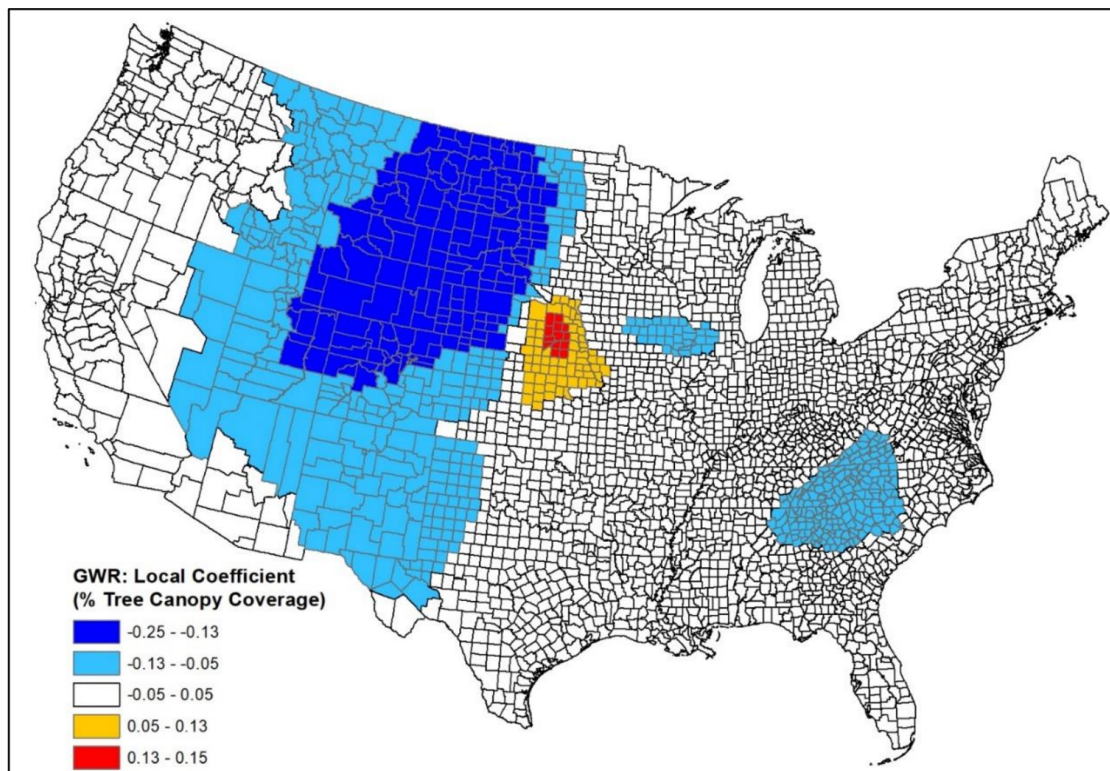 GWR: Local Coefficient
(% Tree Canopy Coverage)
-0.25 - -0.13
-0.13 - -0.05
-0.05 - 0.05
0.05 - 0.13
0.13 - 0.15